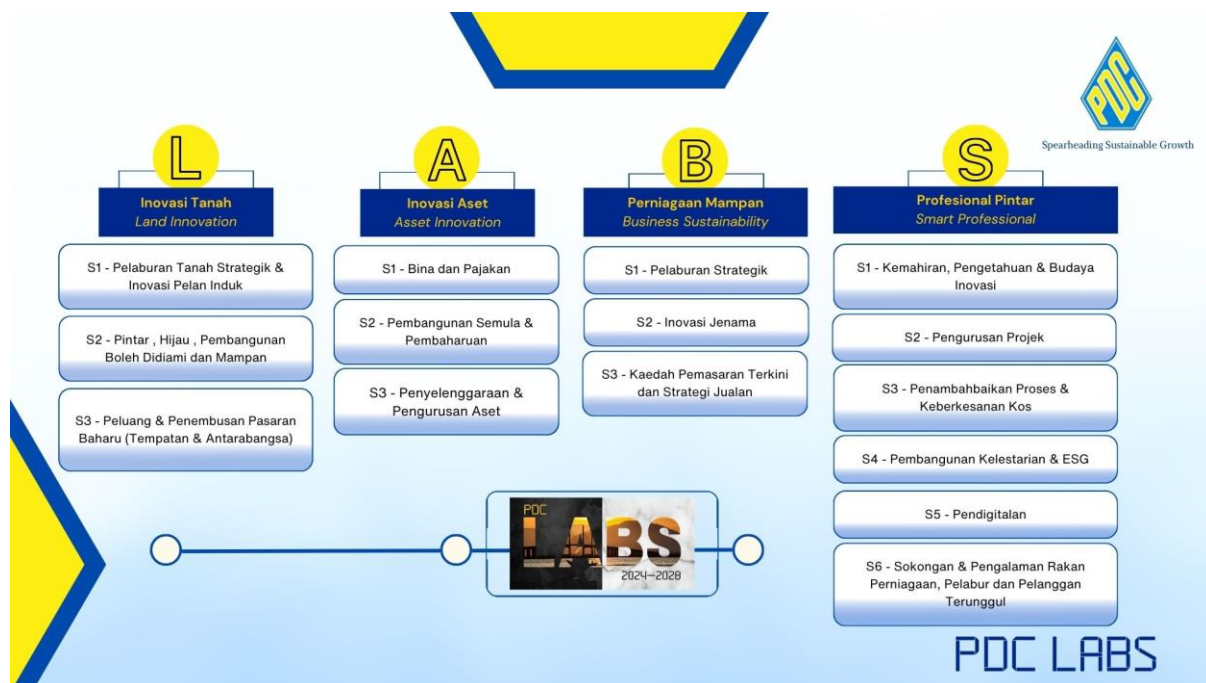 PDC
Spearheading Sustainable Growth
L
Inovasi Tanah
Land Innovation
S1 - Pelaburan Tanah Strategik &
Inovasi Pelan Induk
S2 - Pintar , Hijau , Pembangunan
Boleh Didiami dan Mampan
S3 - Peluang & Penembusan Pasaran
Baharu (Tempatan & Antarabangsa)
A
Inovasi Aset
Asset Innovation
S1 - Bina dan Pajakan
S2 - Pembangunan Semula &
Pembaharuan
S3 - Penyelenggaraan &
Pengurusan Aset
B
Perniagaan Mampan
Business Sustainability
S1 - Pelaburan Strategik
S2 - Inovasi Jenama
S3 - Kaedah Pemasaran Terkini
dan Strategi Jualan
S
Profesional Pintar
Smart Professional
S1 - Kemahiran, Pengetahuan & Budaya
Inovasi
S2 - Pengurusan Projek
S3 - Penambahbaikan Proses &
Keberkesanan Kos
S4 - Pembangunan Kelestarian & ESG
S5 - Pendigitalan
S6 - Sokongan & Pengalaman Rakan
Perniagaan, Pelabur dan Pelanggan
Terunggul
PDC
LABS
2024—2028
PDC LABS